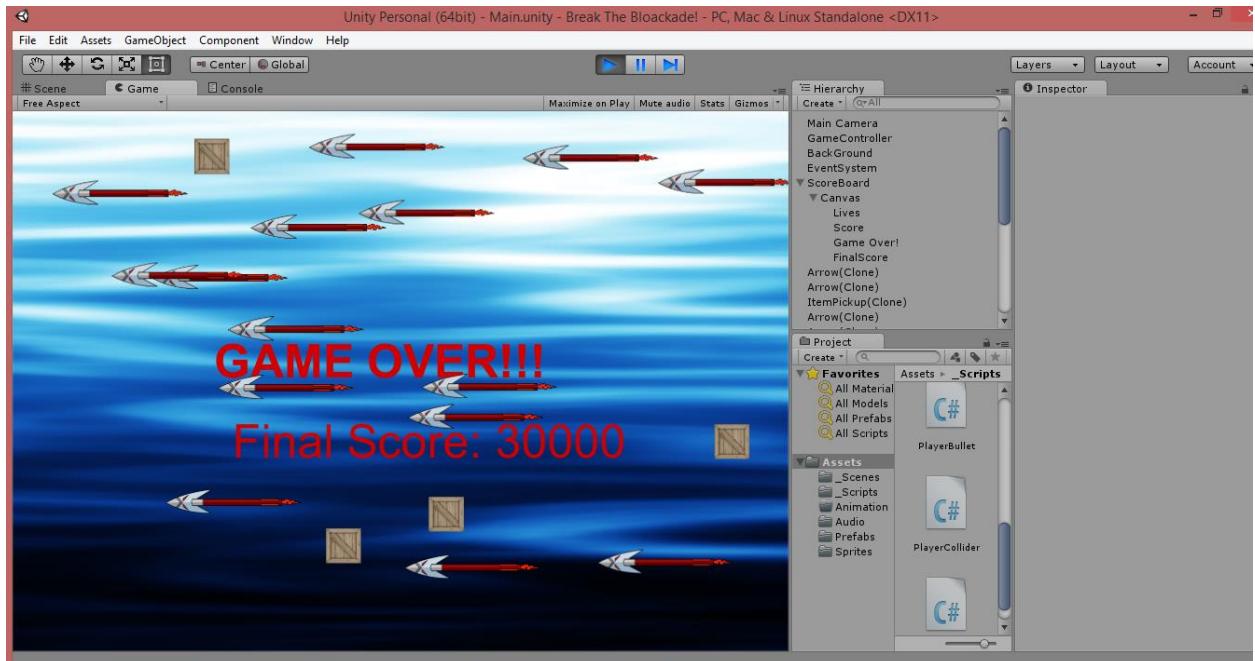 Unity Personal (64bit) - Main.unity - Break The Bloackade! - PC, Mac & Linux Standalone <DX11>
File Edit Assets GameObject Component Window Help
Center Global Layers Layout Account
Scene Game Console
Free Aspect Maximize on Play Mute audio Stats Gizmos
GAME OVER!!!
Final Score: 30000
Hierarchy
Create All
Main Camera
GameController
BackGround
EventSystem
ScoreBoard
Canvas
Lives
Score
Game Over!
FinalScore
Arrow(Clone)
Arrow(Clone)
ItemPickup(Clone)
Arrow(Clone)
Project
Create
Favorites
All Material
All Models
All Prefabs
All Scripts
Assets
_Scenes
_Scripts
Animation
Audio
Prefabs
Sprites
Assets _Scripts
C#
PlayerBullet
C#
PlayerCollider
C#
Inspector